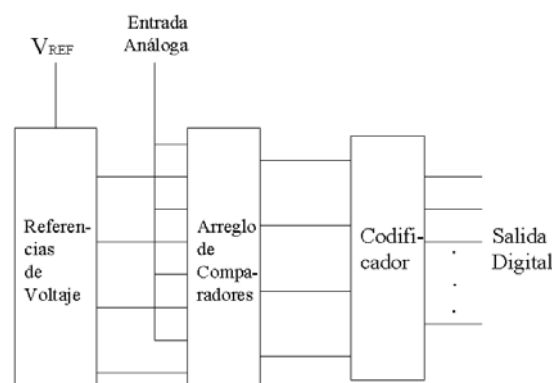 Entrada
Análoga
VREF
Referen-
cias
de
Voltaje
Arreglo
de
Compa-
radores
Codifi-
cador
Salida
Digital